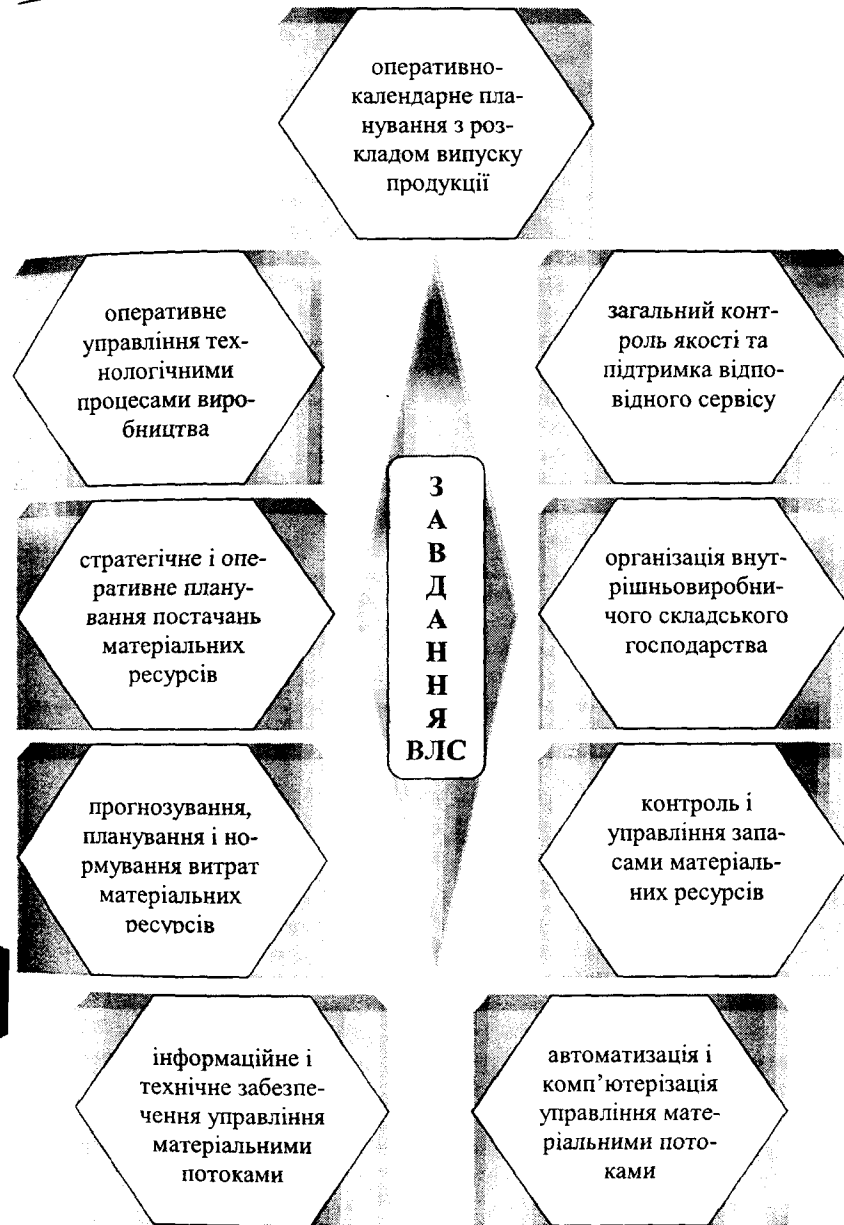 оперативно-
календарне пла-
нування з роз-
кладом випуску
продукції
оперативне
управління тех-
нологічними
процесами виро-
бництва
загальний конт-
роль якості та
підтримка відпо-
відного сервісу
З
А
В
Д
А
Н
Н
Я
ВЛС
стратегічне і опе-
ративне плану-
вання постачань
матеріальних
ресурсів
організація внут-
рішньовиробни-
чого складського
господарства
прогнозування,
планування і но-
рмування витрат
матеріальних
ресурсів
контроль і
управління запа-
сами матеріаль-
них ресурсів
інформаційне і
технічне забезпе-
чення управління
матеріальними
потоками
автоматизація і
комп’ютерізація
управління мате-
ріальними пото-
ками